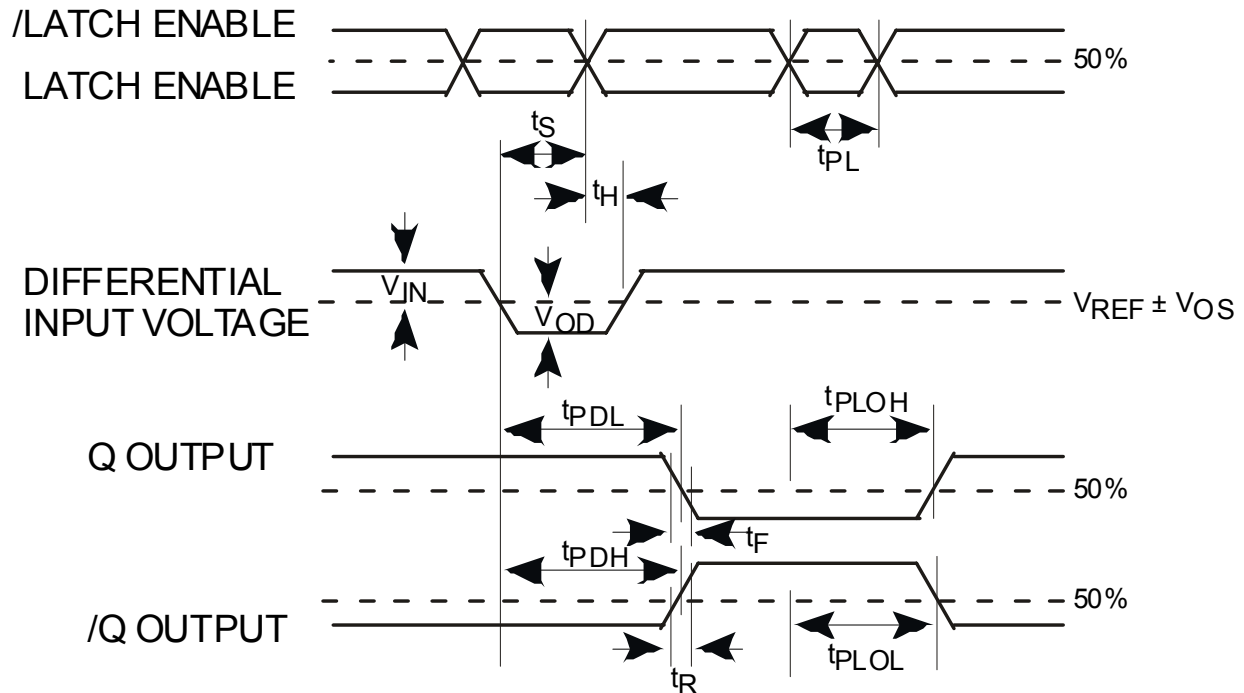 /LATCH ENABLE
50%
LATCH ENABLE
tS
tPL
tH
DIFFERENTIAL
INPUT VOLTAGE
VIN
VOD
VREF ± VOS
tPDL
tPLOH
Q OUTPUT
50%
tF
tPDH
50%
/Q OUTPUT
tPLOL
tR